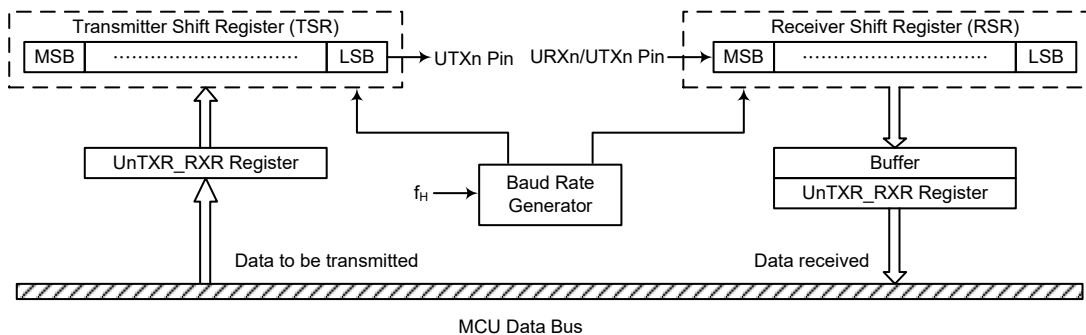 Transmitter Shift Register (TSR)
MSB ................................ LSB
UTXn Pin
URXn/UTXn Pin
Receiver Shift Register (RSR)
MSB ................................ LSB
UnTXR_RXR Register
fH
Baud Rate
Generator
Buffer
UnTXR_RXR Register
Data to be transmitted
Data received
MCU Data Bus